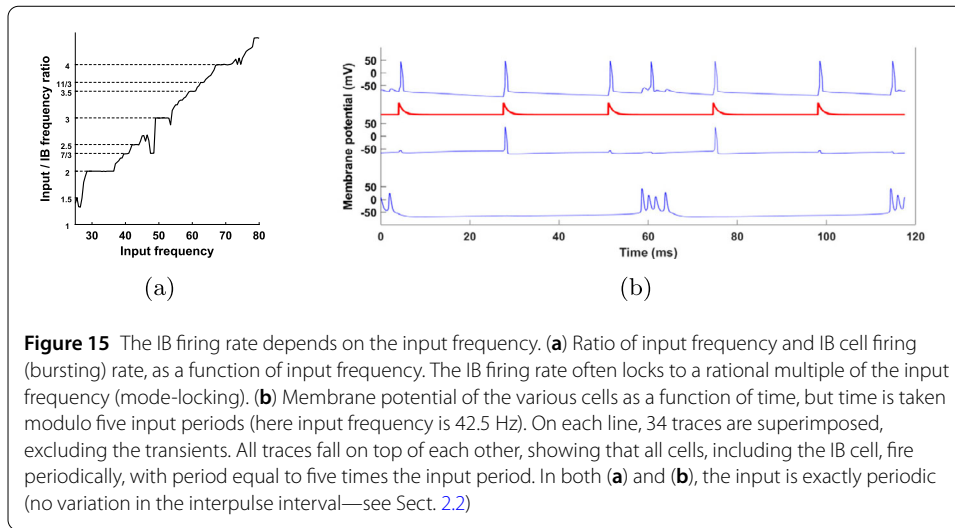 Input / IB frequency ratio
4
11/3
3.5
3
2.5
7/3
2
1.5
1
30 40 50 60 70 80
Input frequency
(a)
Membrane potential (mV)
50
0
-50
50
-50
50
0
-50
0 20 40 60 80 100 120
Time (ms)
(b)
Figure 15 The IB firing rate depends on the input frequency. (a) Ratio of input frequency and IB cell firing
(bursting) rate, as a function of input frequency. The IB firing rate often locks to a rational multiple of the input
frequency (mode-locking). (b) Membrane potential of the various cells as a function of time, but time is taken
modulo five input periods (here input frequency is 42.5 Hz). On each line, 34 traces are superimposed,
excluding the transients. All traces fall on top of each other, showing that all cells, including the IB cell, fire
periodically, with period equal to five times the input period. In both (a) and (b), the input is exactly periodic
(no variation in the interpulse interval—see Sect. 2.2)